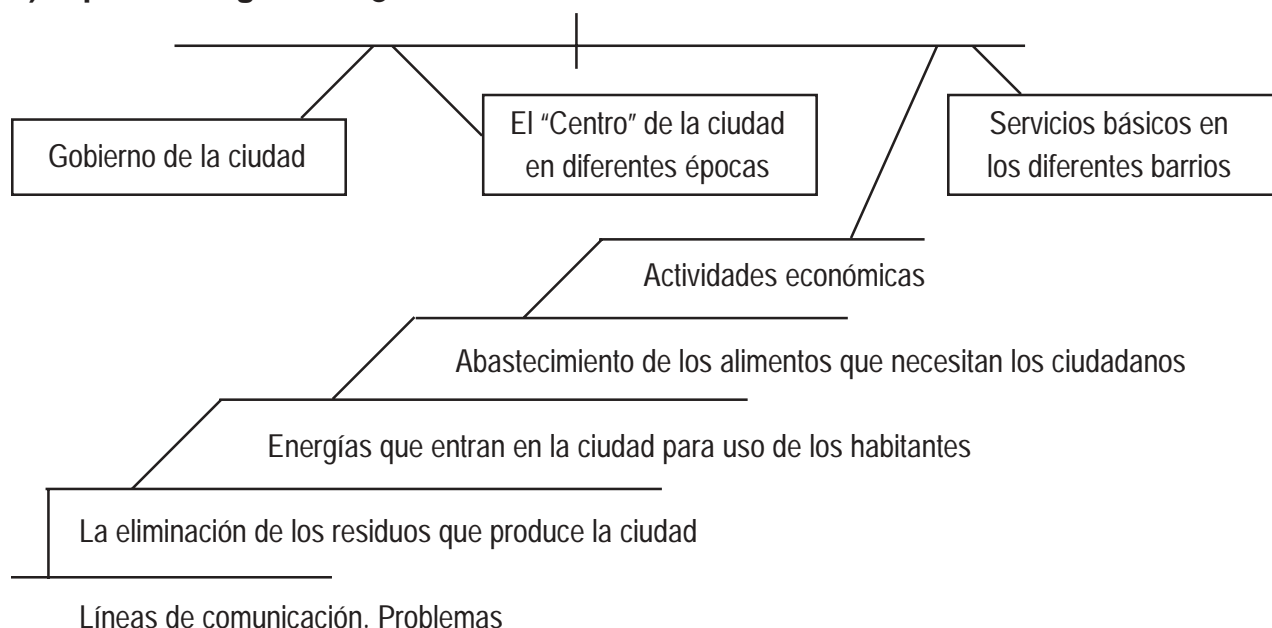 Gobierno de la ciudad
El “Centro” de la ciudad
en diferentes épocas
Servicios básicos en
los diferentes barrios
Actividades económicas
Abastecimiento de los alimentos que necesitan los ciudadanos
Energías que entran en la ciudad para uso de los habitantes
La eliminación de los residuos que produce la ciudad
Líneas de comunicación. Problemas